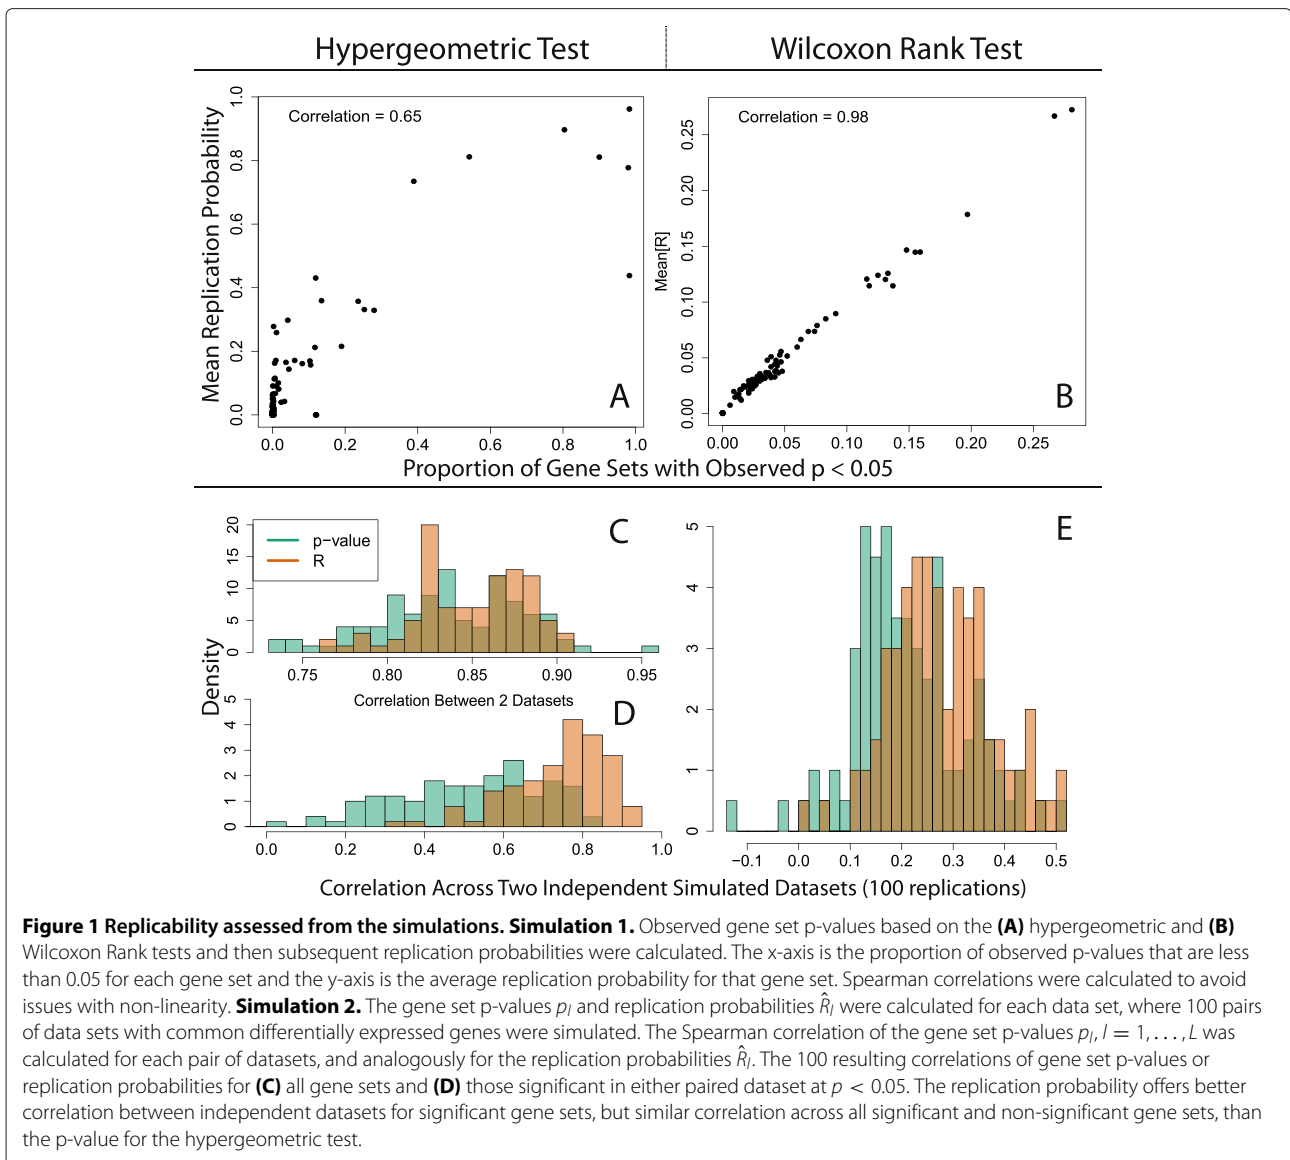 Hypergeometric Test
Wilcoxon Rank Test
Correlation = 0.65
Mean Replication Probability
0.0 0.2 0.4 0.6 0.8 1.0
0.0 0.2 0.4 0.6 0.8 1.0
A
Correlation = 0.98
Mean[R]
0.00 0.05 0.10 0.15 0.20 0.25
0.00 0.05 0.10 0.15 0.20 0.25
B
Proportion of Gene Sets with Observed p < 0.05
C
p−value
R
0 5 10 15 20
0.75 0.80 0.85 0.90 0.95
Correlation Between 2 Datasets
Density
D
0 1 2 3 4 5
0.0 0.2 0.4 0.6 0.8 1.0
E
0 1 2 3 4 5
−0.1 0.0 0.1 0.2 0.3 0.4 0.5
Correlation Across Two Independent Simulated Datasets (100 replications)
Figure 1 Replicability assessed from the simulations. Simulation 1. Observed gene set p-values based on the (A) hypergeometric and (B)
Wilcoxon Rank tests and then subsequent replication probabilities were calculated. The x-axis is the proportion of observed p-values that are less
than 0.05 for each gene set and the y-axis is the average replication probability for that gene set. Spearman correlations were calculated to avoid
issues with non-linearity. Simulation 2. The gene set p-values p_l and replication probabilities R̂_l were calculated for each data set, where 100 pairs
of data sets with common differentially expressed genes were simulated. The Spearman correlation of the gene set p-values p_l, l = 1, . . . , L was
calculated for each pair of datasets, and analogously for the replication probabilities R̂_l. The 100 resulting correlations of gene set p-values or
replication probabilities for (C) all gene sets and (D) those significant in either paired dataset at p < 0.05. The replication probability offers better
correlation between independent datasets for significant gene sets, but similar correlation across all significant and non-significant gene sets, than
the p-value for the hypergeometric test.